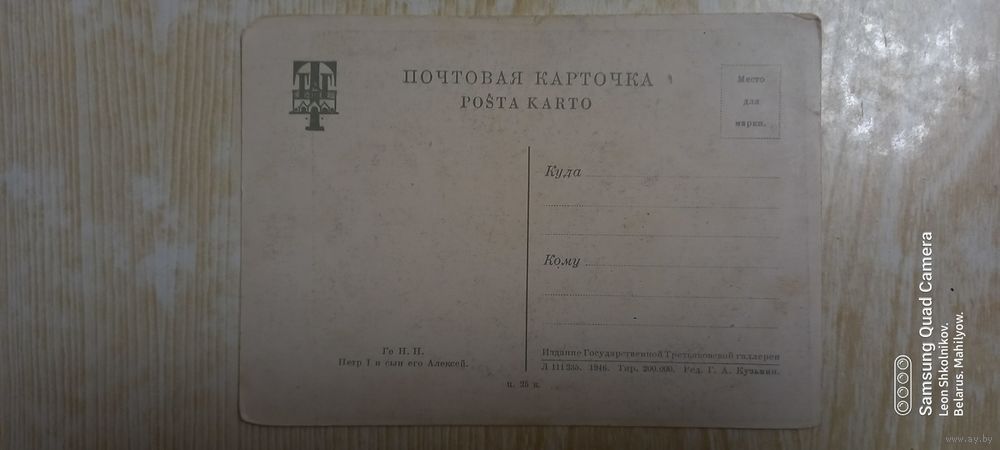 ПОЧТОВАЯ КАРТОЧКА
POŜTA KARTO
Место
для
марки.
Куда
Кому
Ге Н. Н.
Петр I и сын его Алексей.
Издание Государственной Третьяковской галлереи
Л 111235. 1946. Тир. 200.000. Ред. Г. А. Кузьмин.
ц. 25 к.
Samsung Quad Camera
Leon Shkolnikov.
Belarus. Mahilyow.
www.ay.by